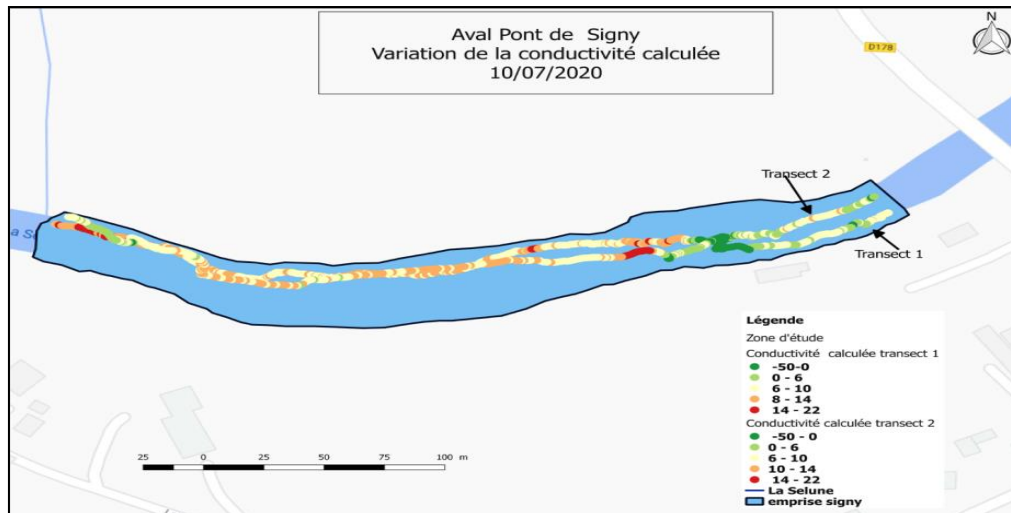 Aval Pont de Signy
Variation de la conductivité calculée
10/07/2020
N
D178
Transect 2
Transect 1
Légende
Zone d'étude
Conductivité calculée transect 1
-50-0
0 - 6
6 - 10
8 - 14
14 - 22
Conductivité calculée transect 2
-50 - 0
0-6
6 - 10
10 - 14
14 - 22
La Selune
emprise signy
25 0 25 50 75 100 m